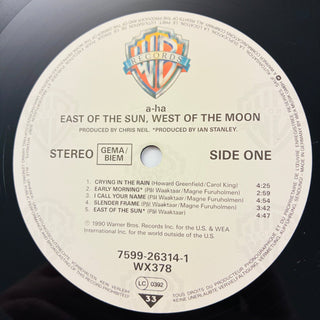 WB
RECORDS
a-ha
EAST OF THE SUN, WEST OF THE MOON
PRODUCED BY CHRIS NEIL. *PRODUCED BY IAN STANLEY.
STEREO
GEMA/
BIEM
SIDE ONE
1. CRYING IN THE RAIN (Howard Greenfield/Carol King) 4:25
2. EARLY MORNING* (Pål Waaktaar/Magne Furuholmen) 2:59
3. I CALL YOUR NAME (Pål Waaktaar/Magne Furuholmen)
4. SLENDER FRAME (Pål Waaktaar/Magne Furuholmen) 3:42
5. EAST OF THE SUN* (Pål Waaktaar) 4:47
℗ 1990 Warner Bros. Records Inc. for the U.S. & WEA
International Inc. for the world outside of the U.S.
7599-26314-1
WX378
LC 0392
33